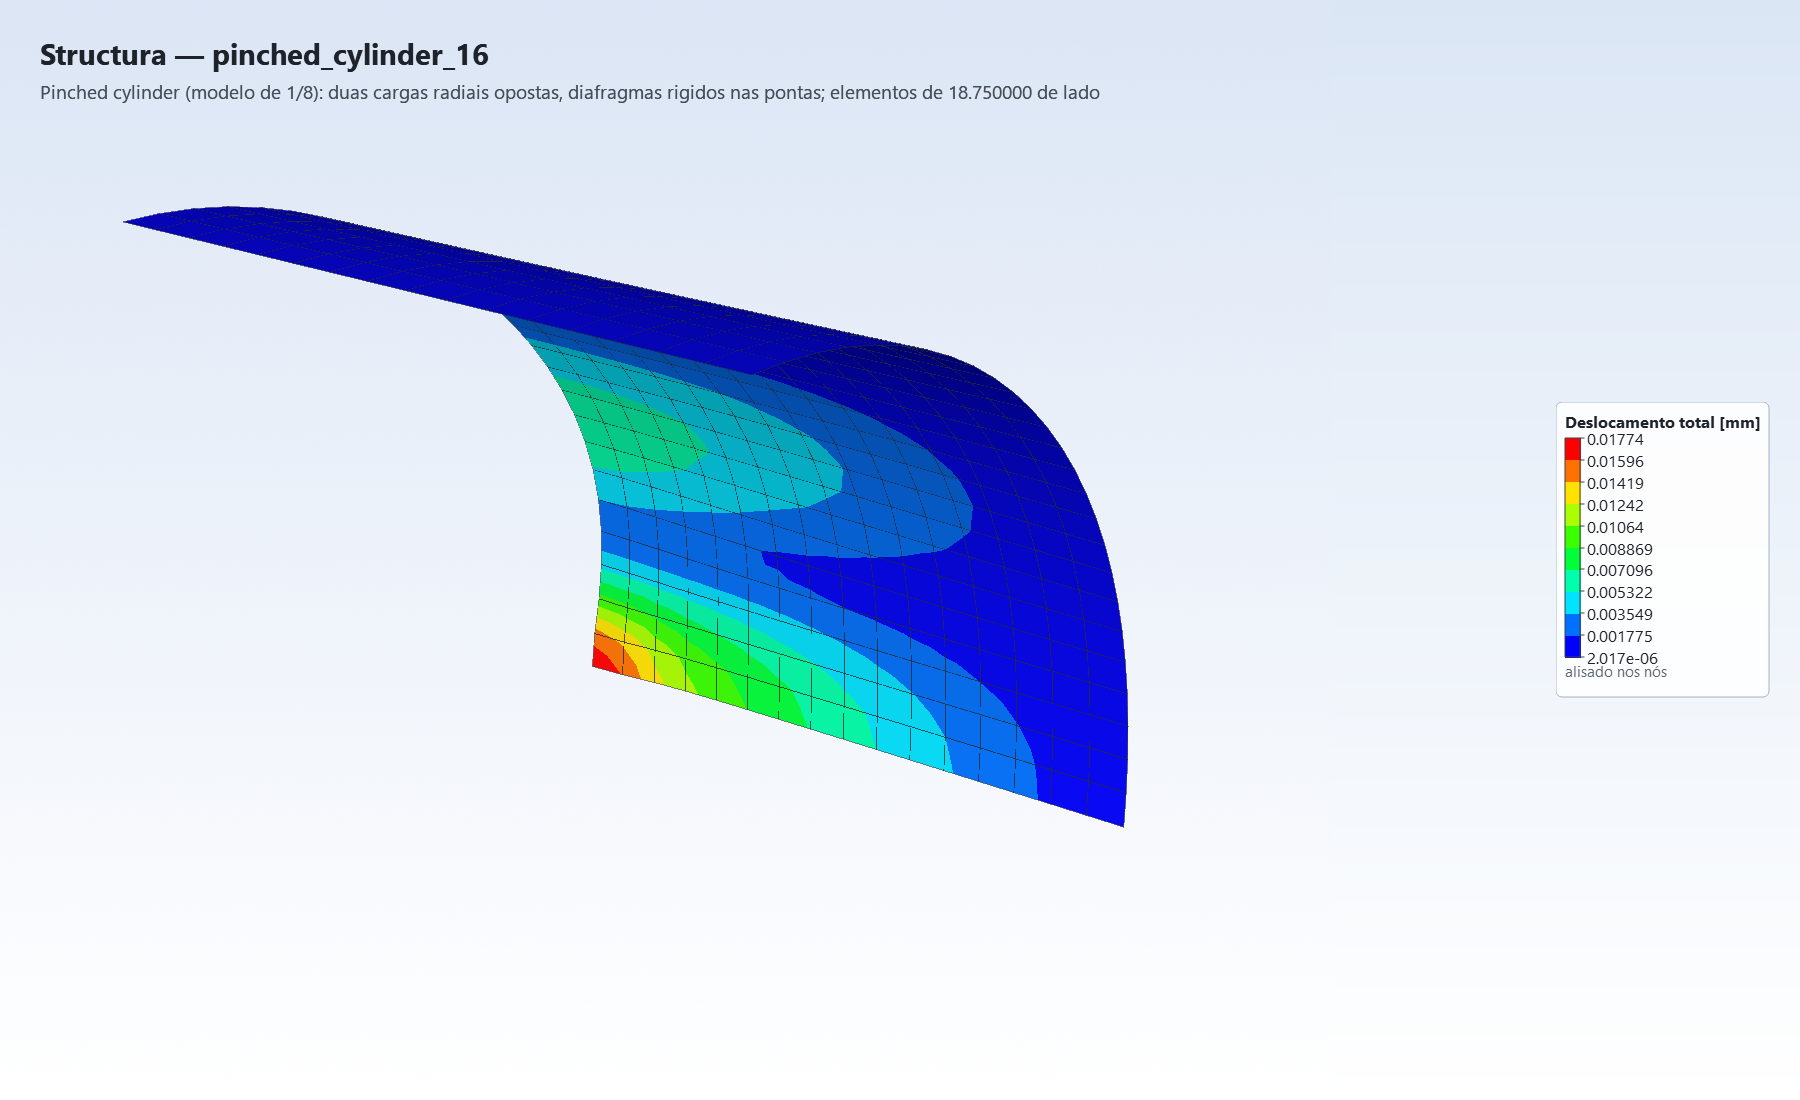 Structura — pinched_cylinder_16
Pinched cylinder (modelo de 1/8): duas cargas radiais opostas, diafragmas rigidos nas pontas; elementos de 18.750000 de lado
Deslocamento total [mm]
0.01774
0.01596
0.01419
0.01242
0.01064
0.008869
0.007096
0.005322
0.003549
0.001775
2.017e-06
alisado nos nós